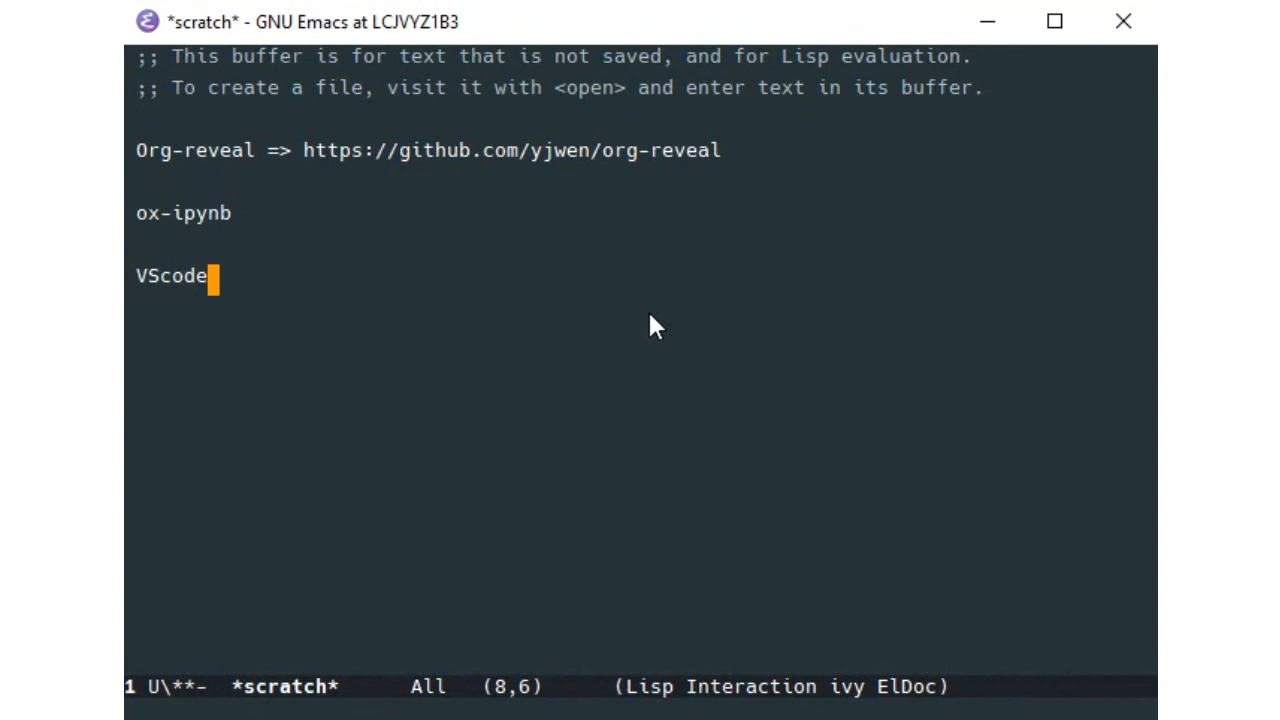 *scratch* - GNU Emacs at LCJVYZ1B3
;; This buffer is for text that is not saved, and for Lisp evaluation.
;; To create a file, visit it with <open> and enter text in its buffer.
Org-reveal => https://github.com/yjwen/org-reveal
ox-ipynb
VScode
1 U\**- *scratch* All (8,6) (Lisp Interaction ivy ElDoc)